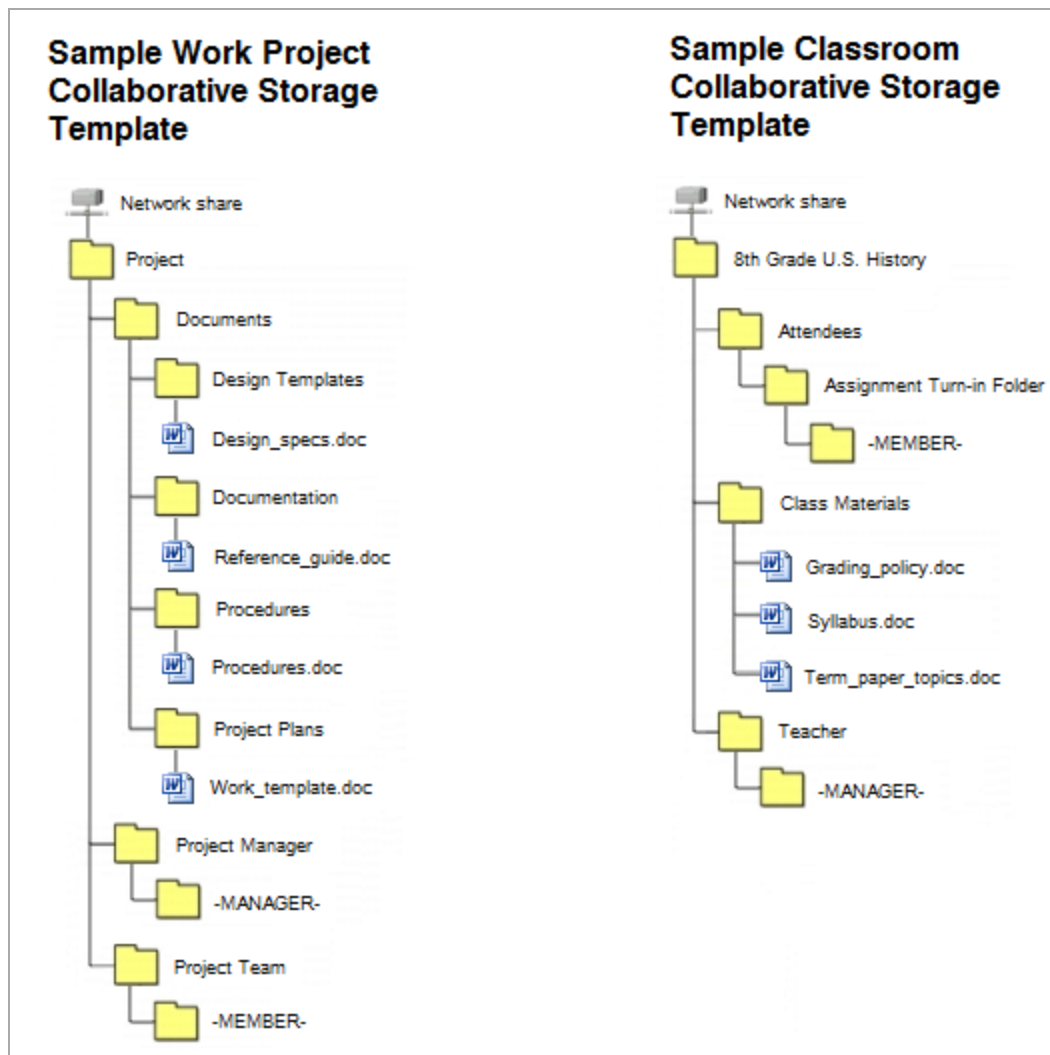 Sample Work Project
Collaborative Storage
Template
Network share
Project
Documents
Design Templates
Design_specs.doc
Documentation
Reference_guide.doc
Procedures
Procedures.doc
Project Plans
Work_template.doc
Project Manager
-MANAGER-
Project Team
-MEMBER-
Sample Classroom
Collaborative Storage
Template
Network share
8th Grade U.S. History
Attendees
Assignment Turn-in Folder
-MEMBER-
Class Materials
Grading_policy.doc
Syllabus.doc
Term_paper_topics.doc
Teacher
-MANAGER-